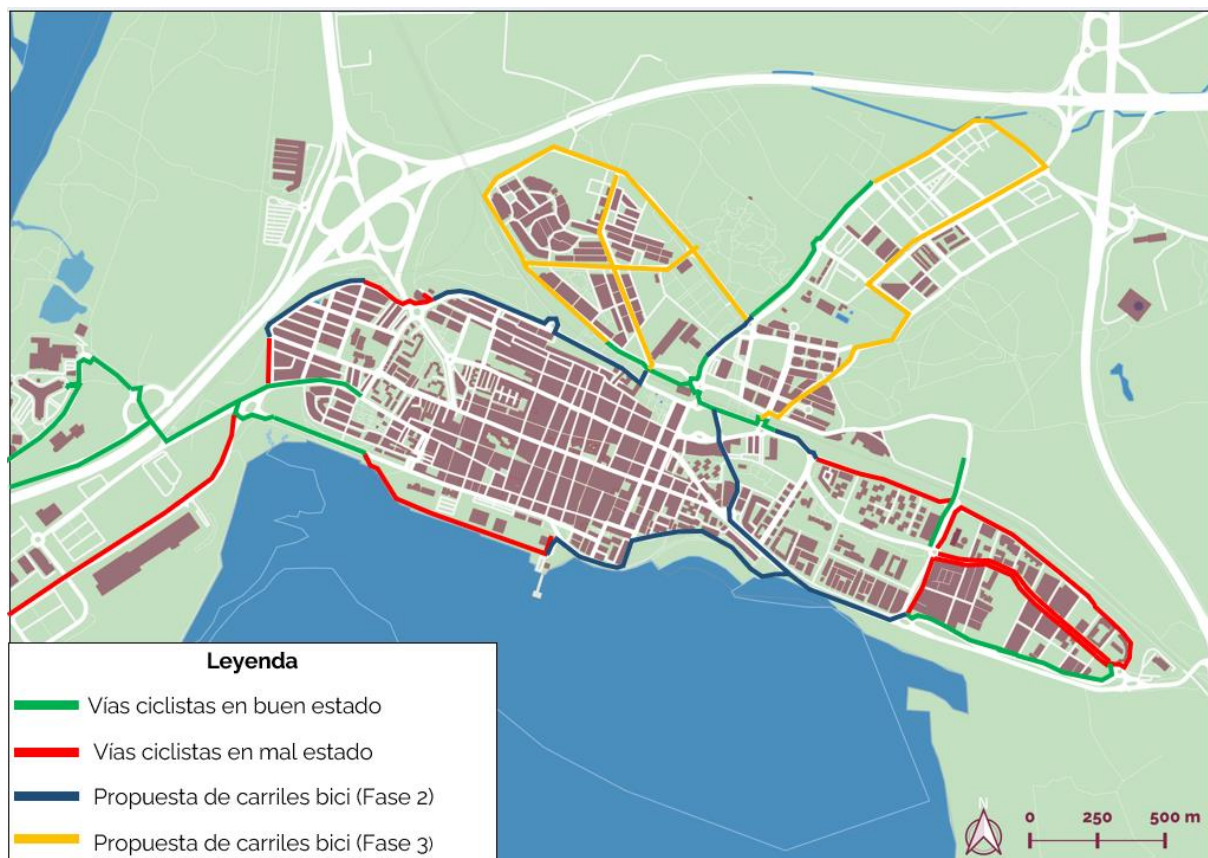 Leyenda
Vías ciclistas en buen estado
Vías ciclistas en mal estado
Propuesta de carriles bici (Fase 2)
Propuesta de carriles bici (Fase 3)
N
0 250 500 m